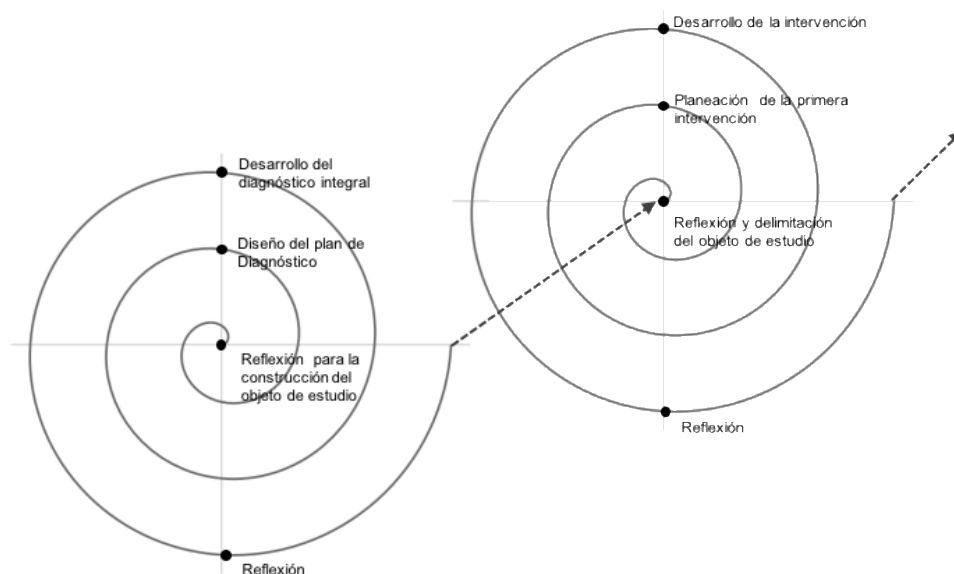 Desarrollo de la intervención
Planeación de la primera
intervención
Reflexión y delimitación
del objeto de estudio
Reflexión
Desarrollo del
diagnóstico integral
Diseño del plan de
Diagnóstico
Reflexión para la
construcción del
objeto de estudio
Reflexión